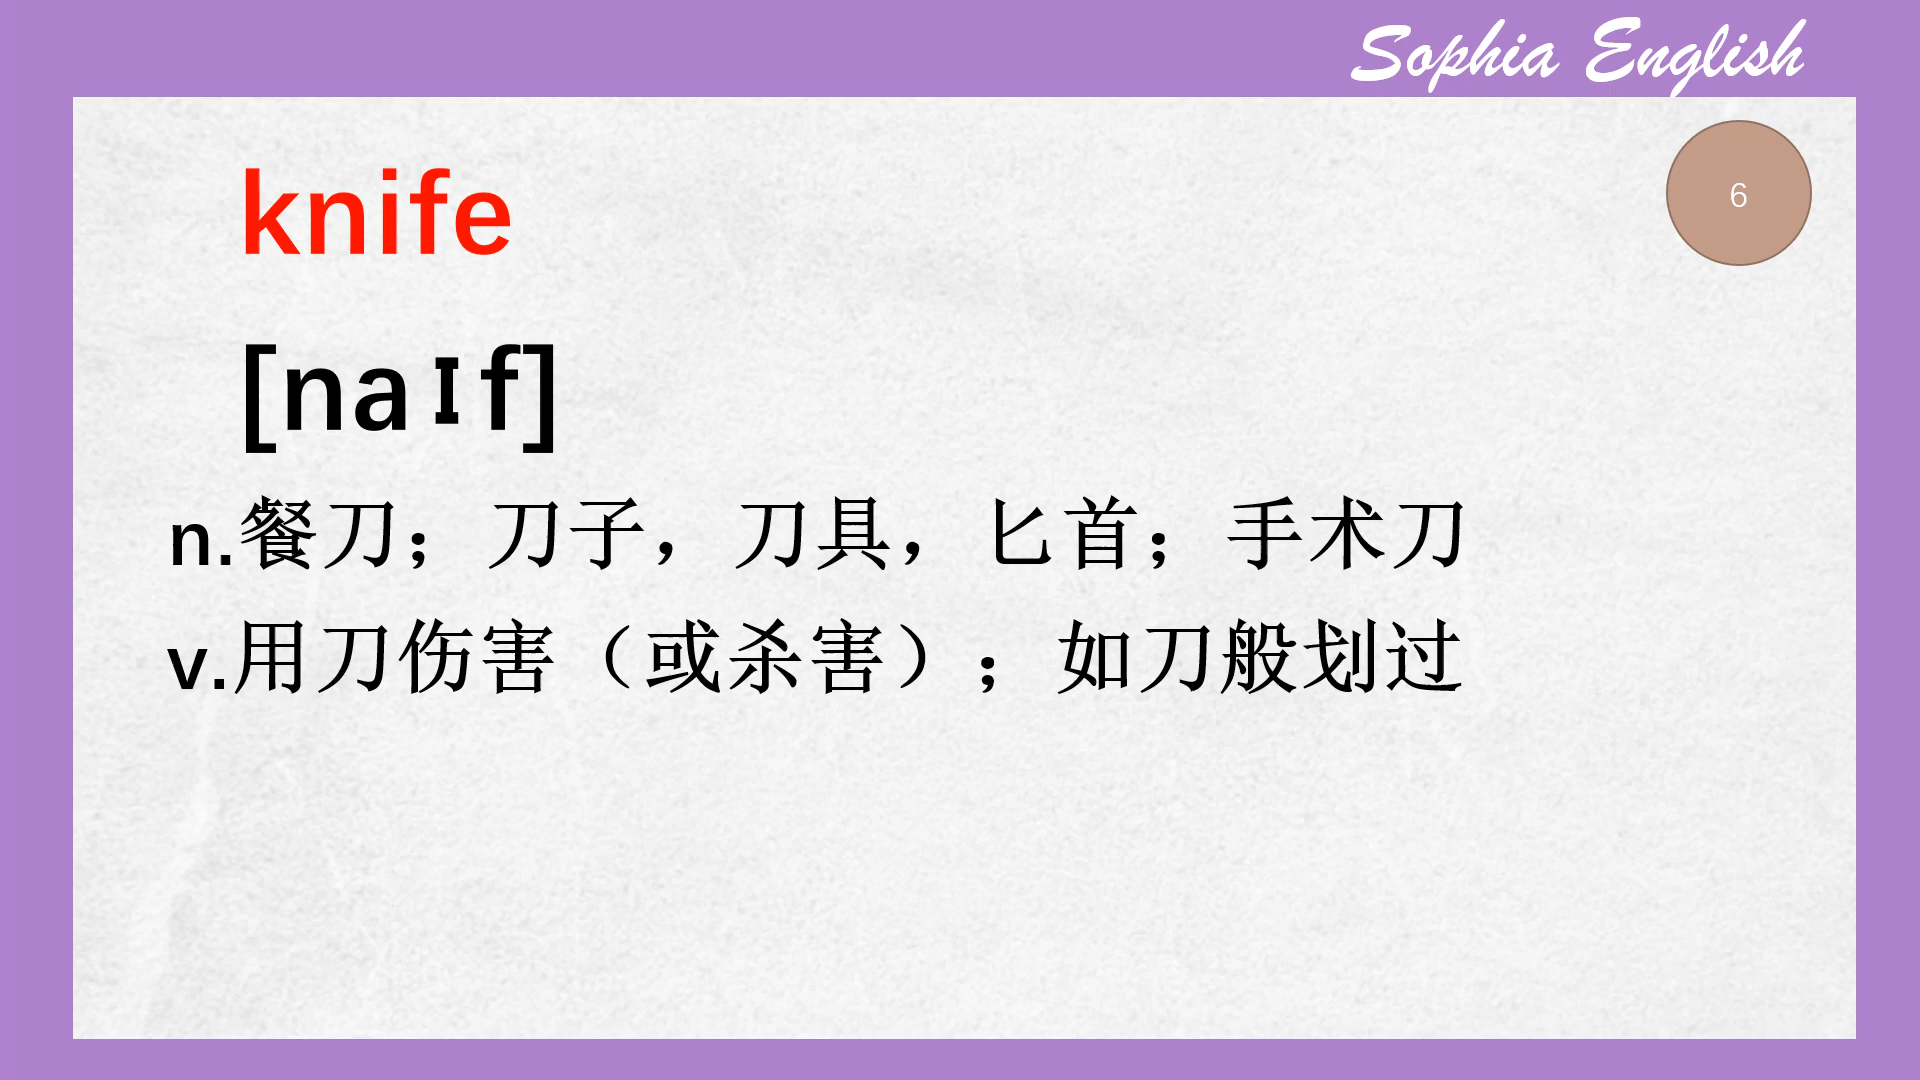 Sophia English
6
knife
[naɪf]
n.餐刀；刀子，刀具，匕首；手术刀
v.用刀伤害（或杀害）；如刀般划过